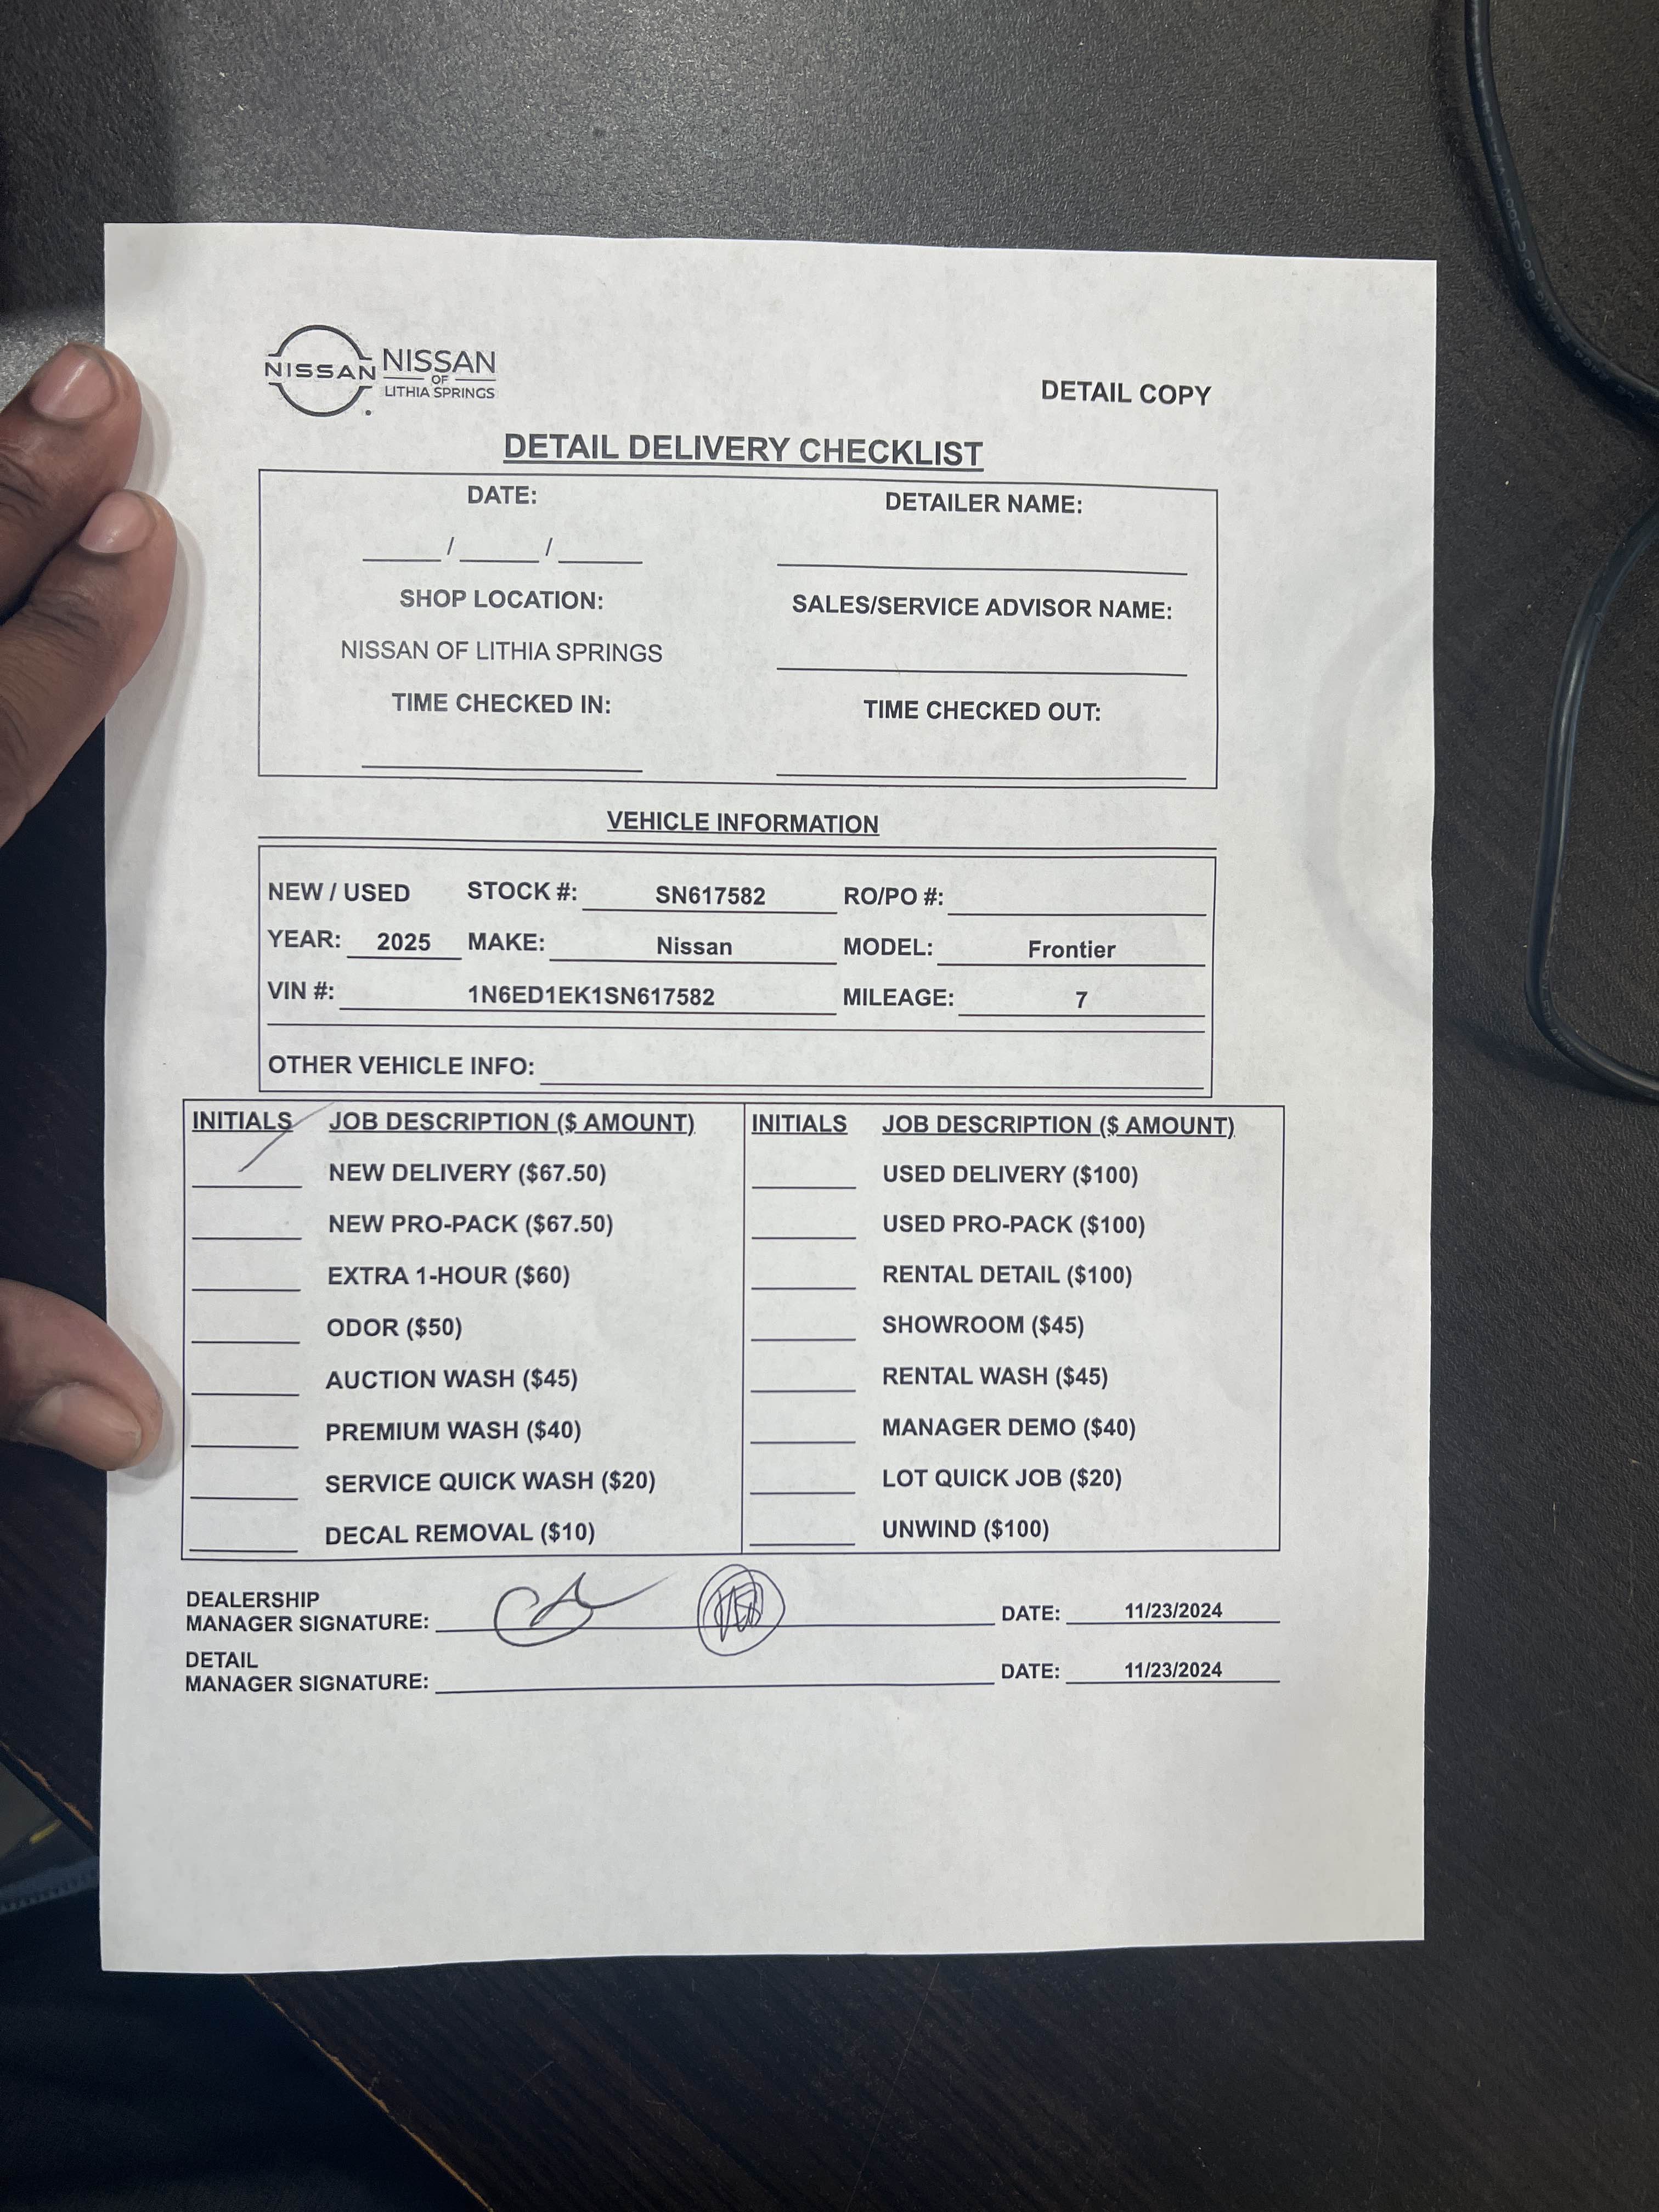 NISSAN
NISSAN
OF
LITHIA SPRINGS
DETAIL COPY
DETAIL DELIVERY CHECKLIST
DATE: DETAILER NAME:
/ /
SHOP LOCATION: SALES/SERVICE ADVISOR NAME:
NISSAN OF LITHIA SPRINGS
TIME CHECKED IN: TIME CHECKED OUT:
VEHICLE INFORMATION
NEW / USED STOCK #: SN617582 RO/PO #:
YEAR: 2025 MAKE: Nissan MODEL: Frontier
VIN #: 1N6ED1EK1SN617582 MILEAGE: 7
OTHER VEHICLE INFO:
INITIALS JOB DESCRIPTION ($ AMOUNT) INITIALS JOB DESCRIPTION ($ AMOUNT)
NEW DELIVERY ($67.50) USED DELIVERY ($100)
NEW PRO-PACK ($67.50) USED PRO-PACK ($100)
EXTRA 1-HOUR ($60) RENTAL DETAIL ($100)
ODOR ($50) SHOWROOM ($45)
AUCTION WASH ($45) RENTAL WASH ($45)
PREMIUM WASH ($40) MANAGER DEMO ($40)
SERVICE QUICK WASH ($20) LOT QUICK JOB ($20)
DECAL REMOVAL ($10) UNWIND ($100)
DEALERSHIP
MANAGER SIGNATURE: DATE: 11/23/2024
DETAIL
MANAGER SIGNATURE: DATE: 11/23/2024